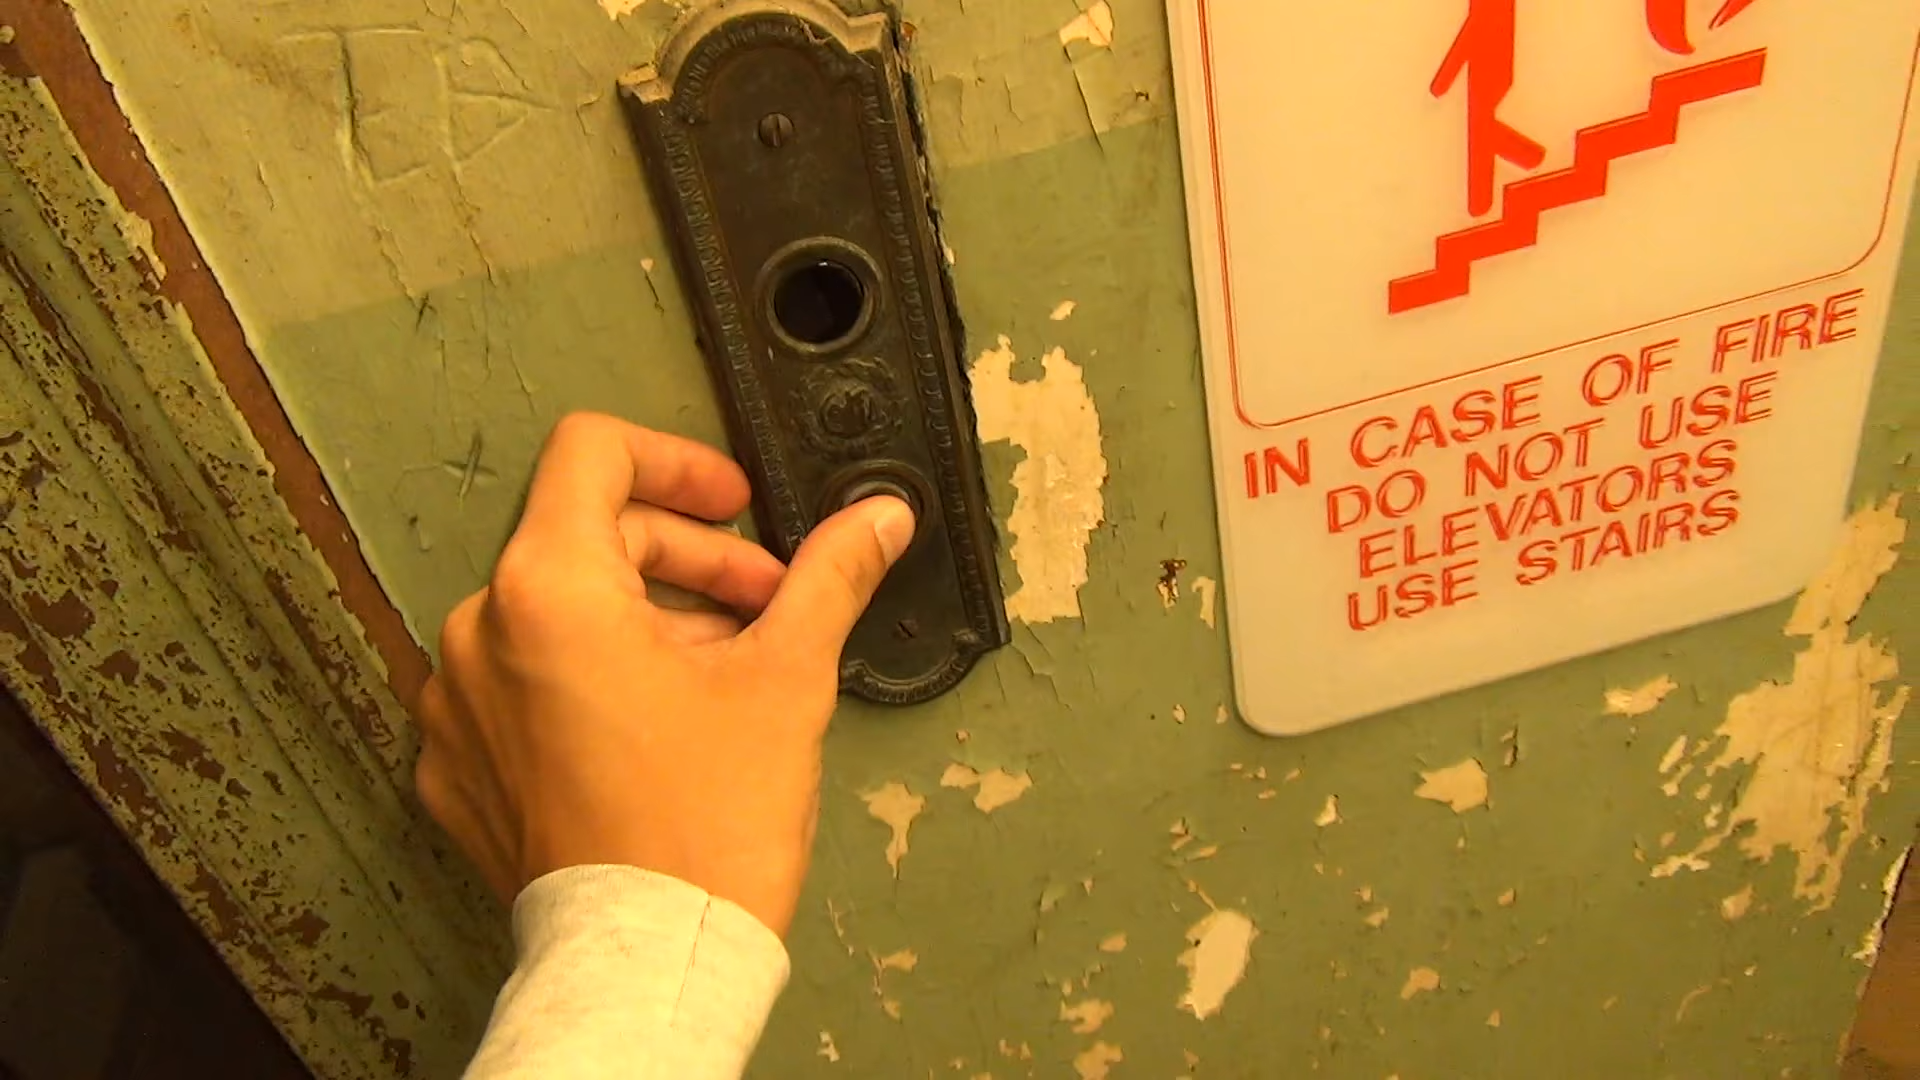 IN CASE OF FIRE
DO NOT USE
ELEVATORS
USE STAIRS